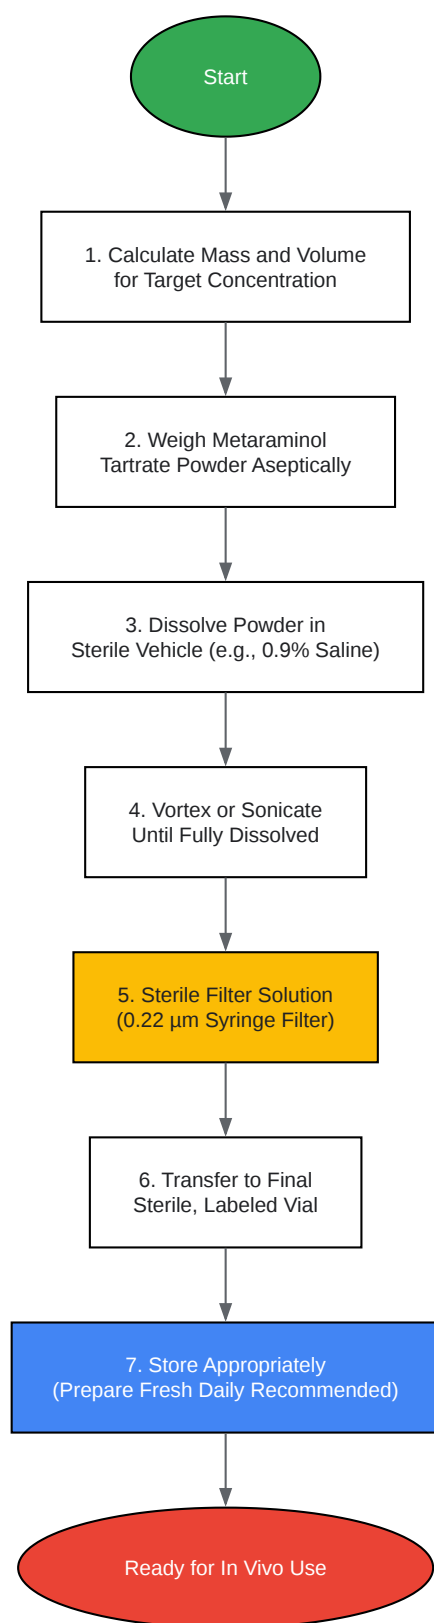 Start
1. Calculate Mass and Volume
for Target Concentration
2. Weigh Metaraminol
Tartrate Powder Aseptically
3. Dissolve Powder in
Sterile Vehicle (e.g., 0.9% Saline)
4. Vortex or Sonicate
Until Fully Dissolved
5. Sterile Filter Solution
(0.22 µm Syringe Filter)
6. Transfer to Final
Sterile, Labeled Vial
7. Store Appropriately
(Prepare Fresh Daily Recommended)
Ready for In Vivo Use